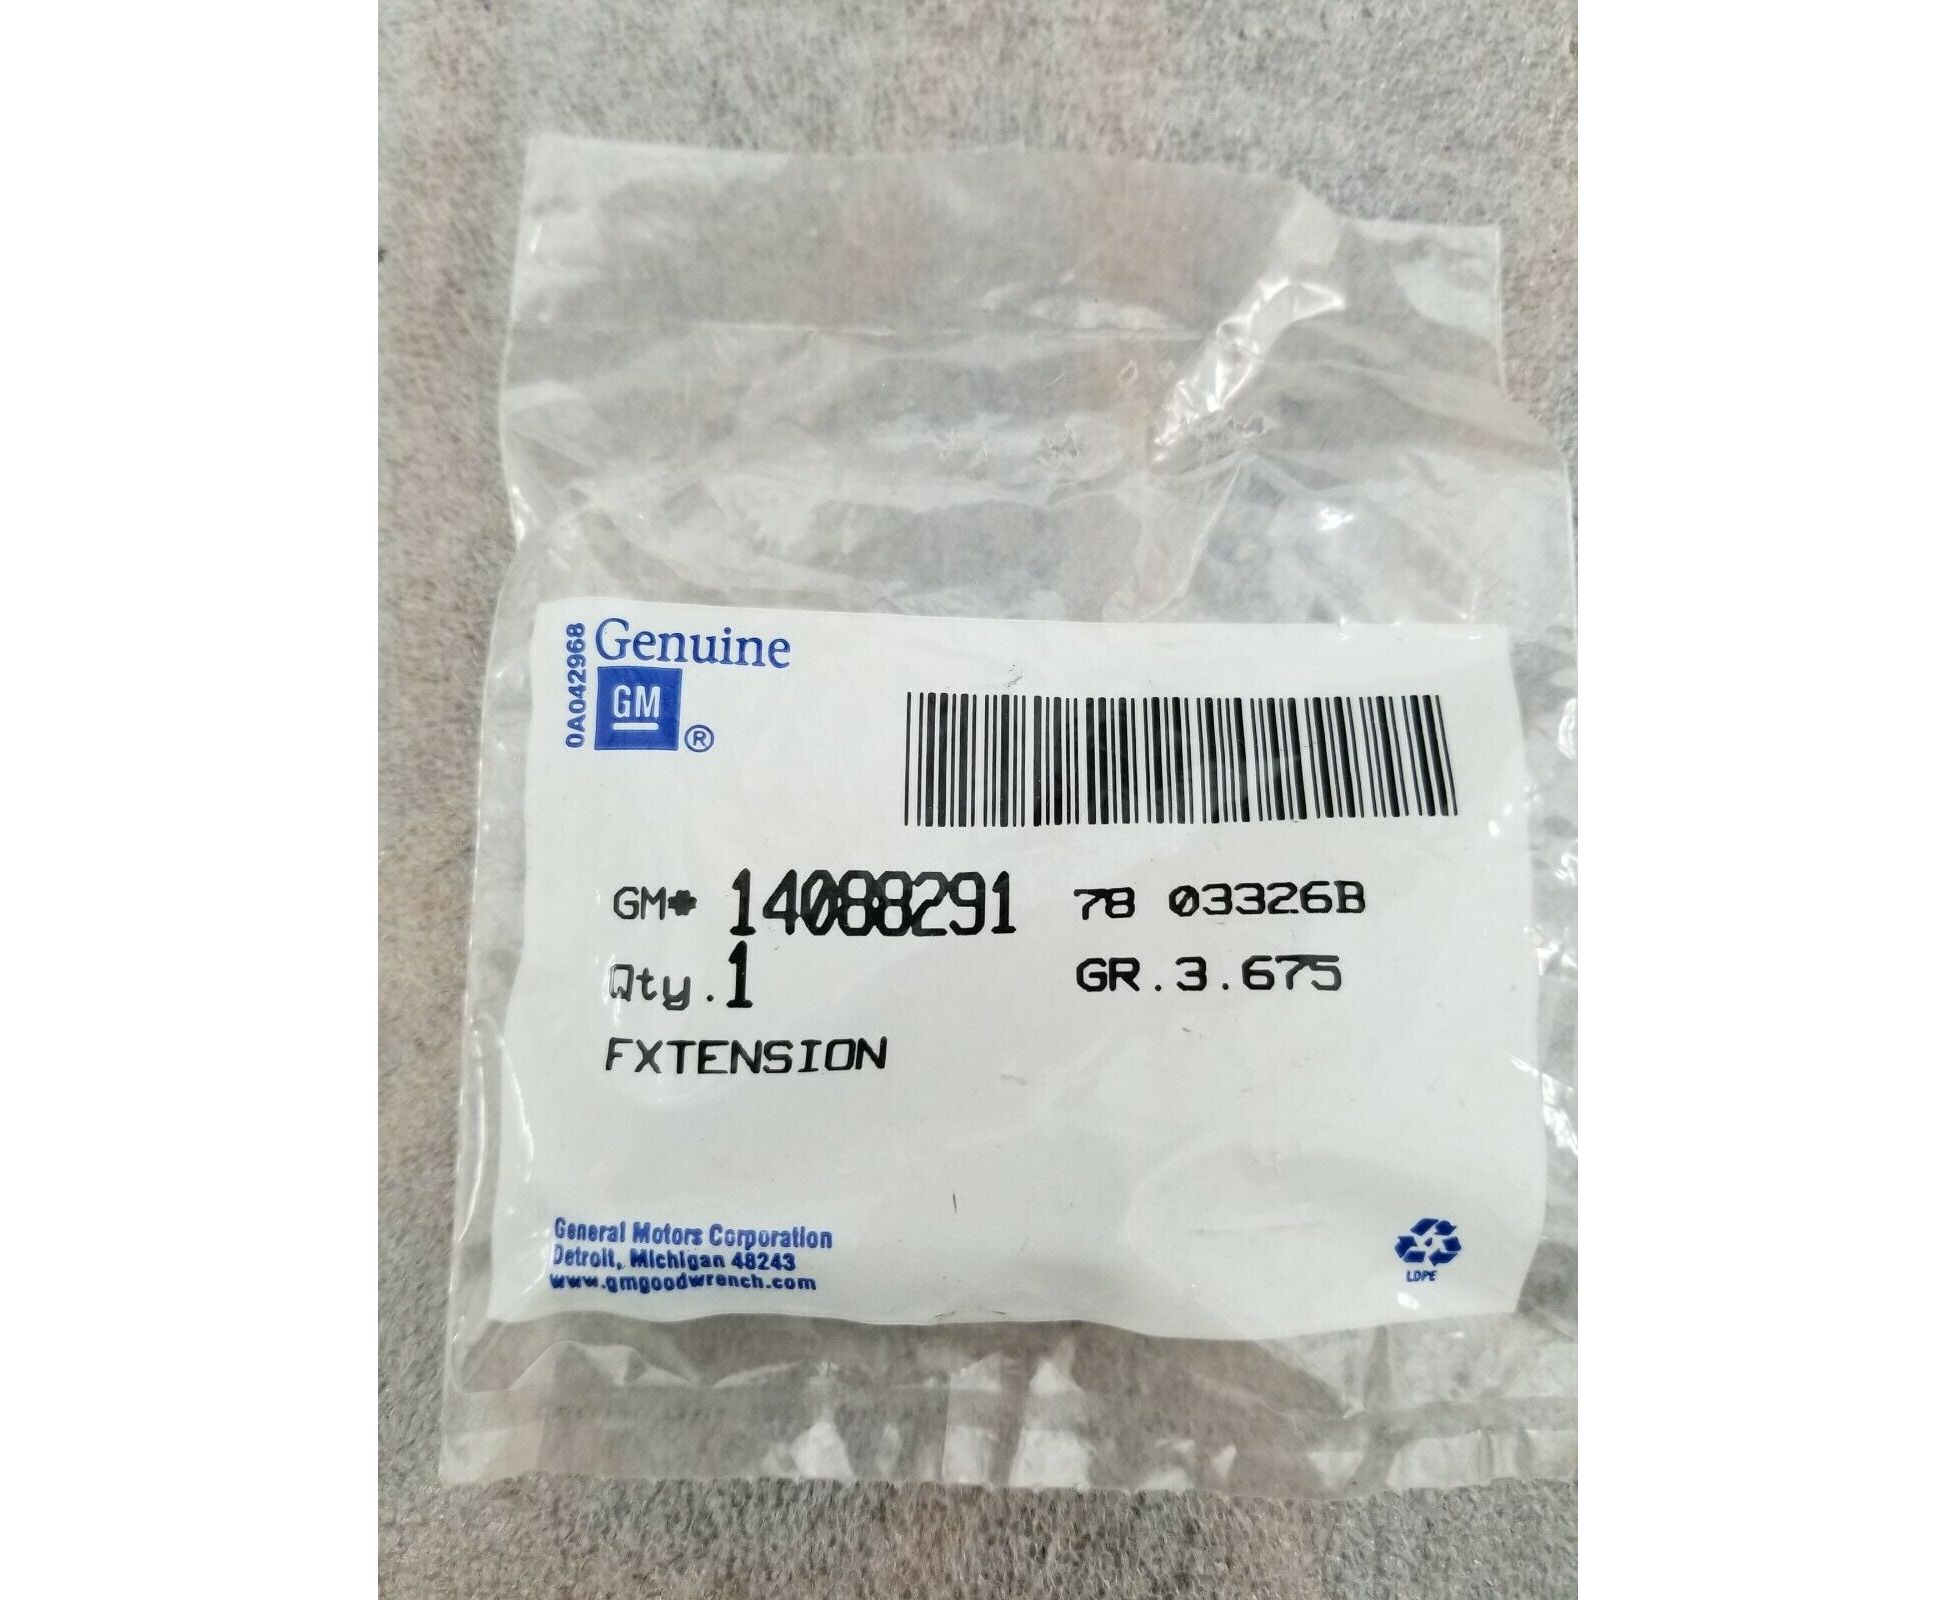 0A042968
Genuine
GM ®
GM# 14088291 78 03326B
Qty. 1 GR.3.675
FXTENSION
General Motors Corporation
Detroit, Michigan 48243
www.gmgoodwrench.com
LDPE